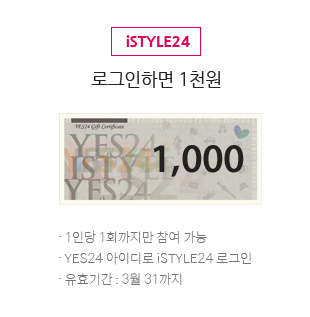 iSTYLE24
로그인하면 1천원
YES24 Gift Certificate
YES24
ISTYLE24
YES24
1,000
· 1인당 1회까지만 참여 가능
· YES24 아이디로 iSTYLE24 로그인
· 유효기간 : 3월 31까지